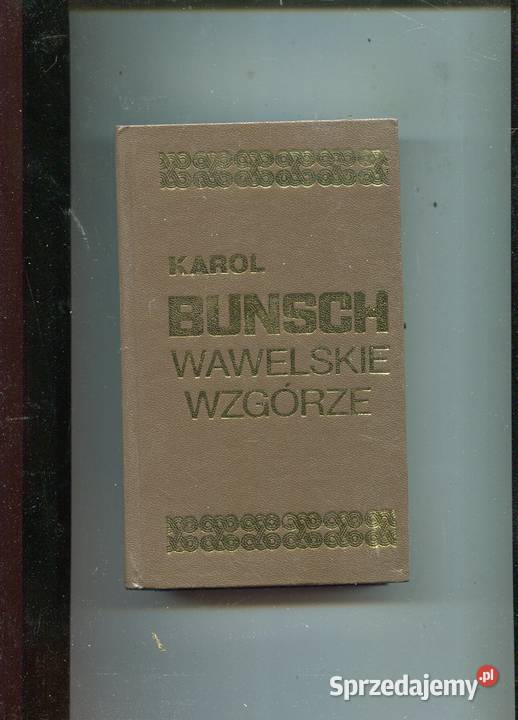 KAROL
BUNSCH
WAWELSKIE
WZGÓRZE
Sprzedajemy.pl